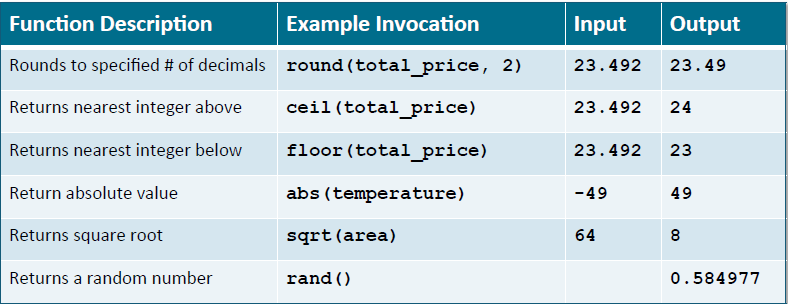 Function Description Example Invocation Input Output
Rounds to specified # of decimals round(total_price, 2) 23.492 23.49
Returns nearest integer above ceil(total_price) 23.492 24
Returns nearest integer below floor(total_price) 23.492 23
Return absolute value abs(temperature) -49 49
Returns square root sqrt(area) 64 8
Returns a random number rand() 0.584977